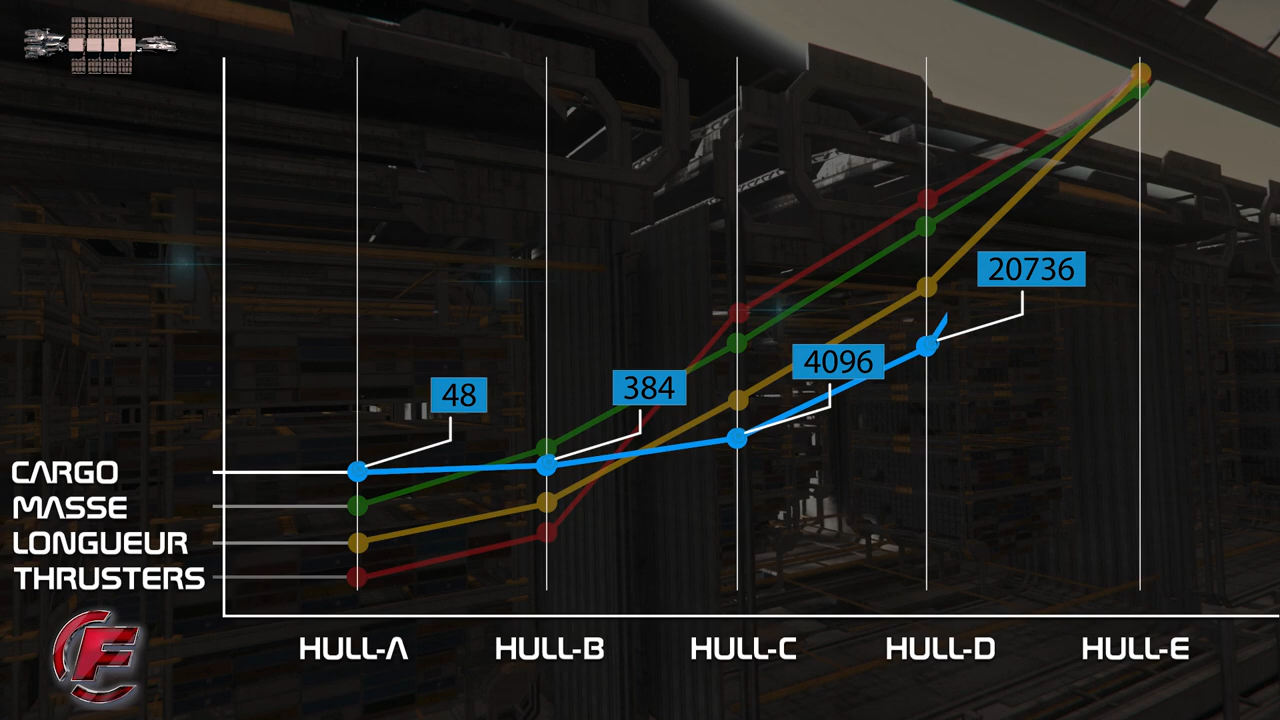 20736
4096
48
384
CARGO
MASSE
LONGUEUR
THRUSTERS
HULL-A HULL-B HULL-C HULL-D HULL-E
F